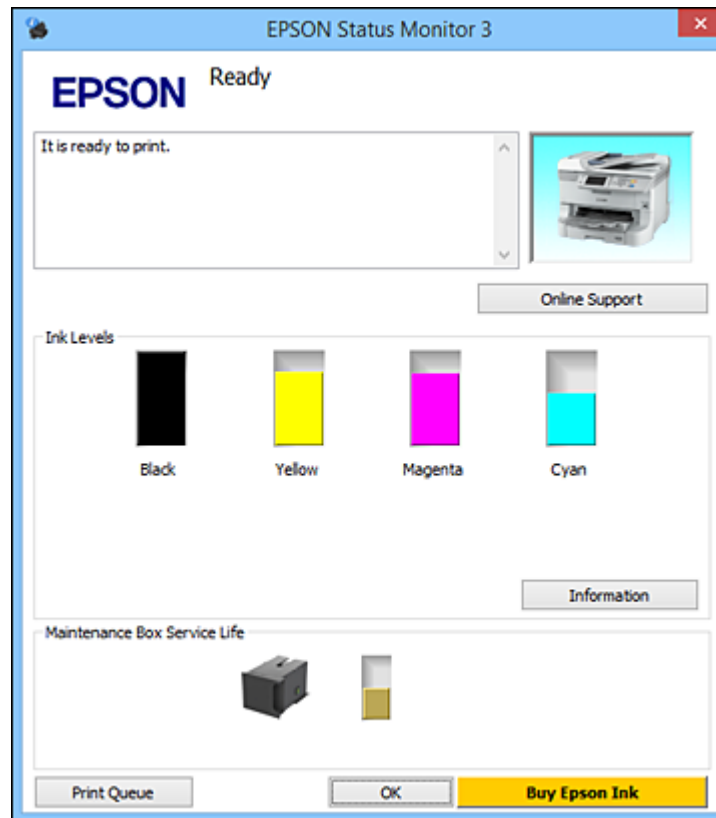 EPSON Status Monitor 3
EPSON
Ready
It is ready to print.
Online Support
Ink Levels
Black
Yellow
Magenta
Cyan
Information
Maintenance Box Service Life
Print Queue
OK
Buy Epson Ink